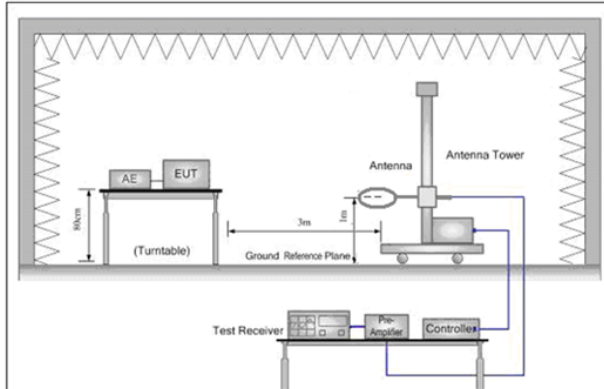 Antenna Tower
Antenna
AE
EUT
80cm
(Turntable)
3m
1m
Ground Reference Plane
Test Receiver
Pre-
Amplifier
Controller